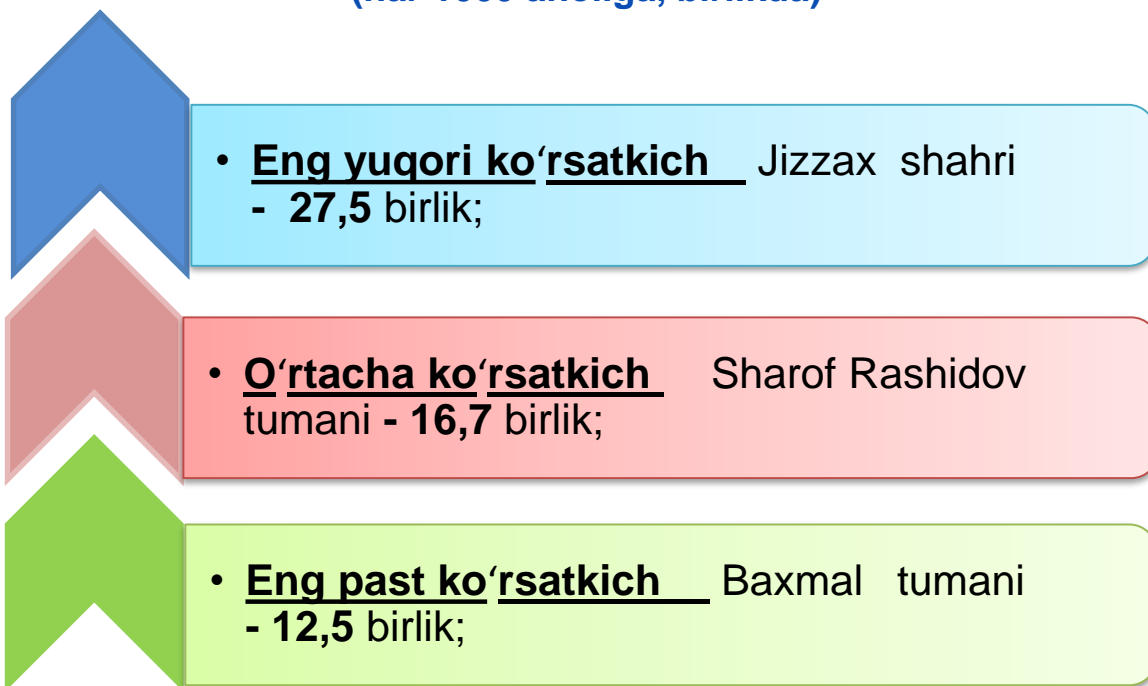 • Eng yuqori koʻrsatkich Jizzax shahri
- 27,5 birlik;
• Oʻrtacha koʻrsatkich Sharof Rashidov
tumani - 16,7 birlik;
• Eng past koʻrsatkich Baxmal tumani
- 12,5 birlik;